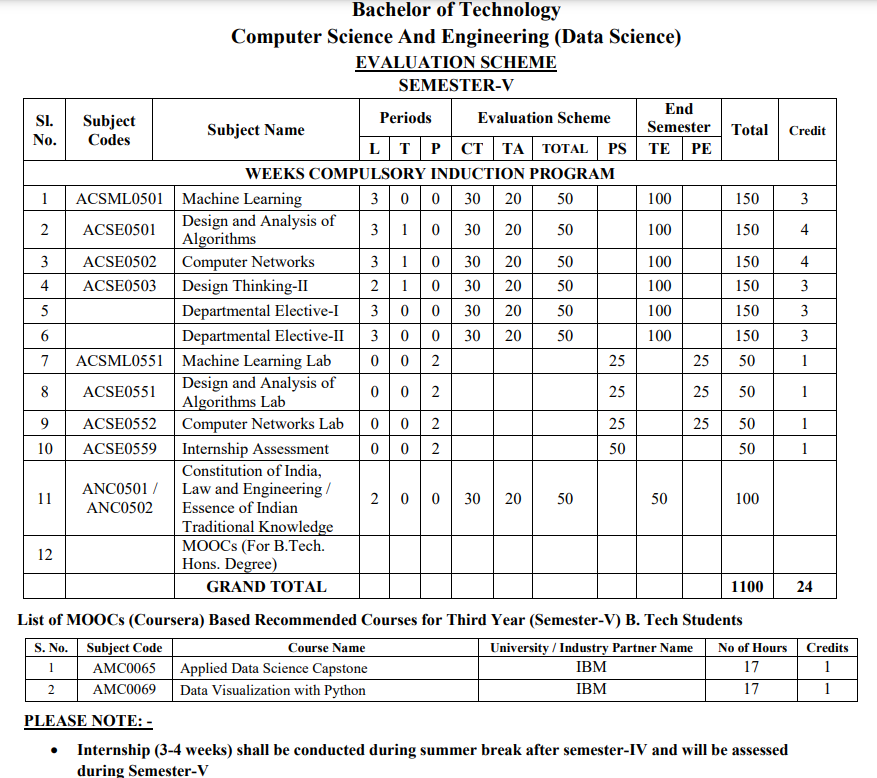 Bachelor of Technology
Computer Science And Engineering (Data Science)
EVALUATION SCHEME
SEMESTER-V
Sl. No. Subject Codes Subject Name Periods Evaluation Scheme End Semester Total Credit
L T P CT TA TOTAL PS TE PE
WEEKS COMPULSORY INDUCTION PROGRAM
1 ACSML0501 Machine Learning 3 0 0 30 20 50 100 150 3
2 ACSE0501 Design and Analysis of Algorithms 3 1 0 30 20 50 100 150 4
3 ACSE0502 Computer Networks 3 1 0 30 20 50 100 150 4
4 ACSE0503 Design Thinking-II 2 1 0 30 20 50 100 150 3
5 Departmental Elective-I 3 0 0 30 20 50 100 150 3
6 Departmental Elective-II 3 0 0 30 20 50 100 150 3
7 ACSML0551 Machine Learning Lab 0 0 2 25 25 50 1
8 ACSE0551 Design and Analysis of Algorithms Lab 0 0 2 25 25 50 1
9 ACSE0552 Computer Networks Lab 0 0 2 25 25 50 1
10 ACSE0559 Internship Assessment 0 0 2 50 50 1
11 ANC0501 / ANC0502 Constitution of India, Law and Engineering / Essence of Indian Traditional Knowledge 2 0 0 30 20 50 50 100
12 MOOCs (For B.Tech. Hons. Degree)
GRAND TOTAL 1100 24
List of MOOCs (Coursera) Based Recommended Courses for Third Year (Semester-V) B. Tech Students
S. No. Subject Code Course Name University / Industry Partner Name No of Hours Credits
1 AMC0065 Applied Data Science Capstone IBM 17 1
2 AMC0069 Data Visualization with Python IBM 17 1
PLEASE NOTE: -
• Internship (3-4 weeks) shall be conducted during summer break after semester-IV and will be assessed
during Semester-V